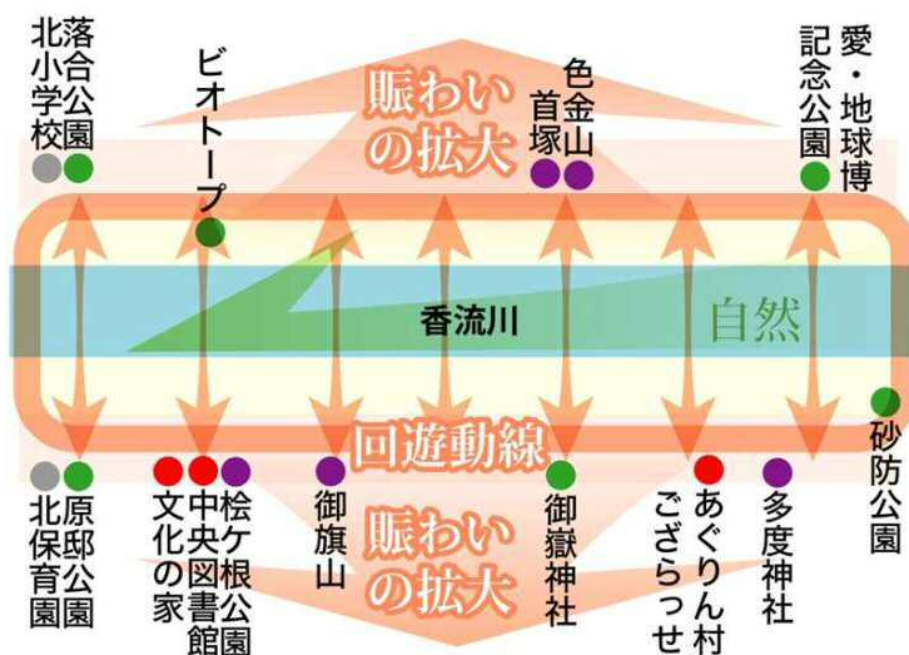 北小学校
落合公園
ビオトープ
賑わい
の拡大
首塚
色金山
愛・地球博
記念公園
香流川
自然
回遊動線
砂防公園
北保育園
原邸公園
文化の家
中央図書館
桧ケ根公園
御旗山
賑わい
の拡大
御嶽神社
あぐりん村
ござらっせ
多度神社